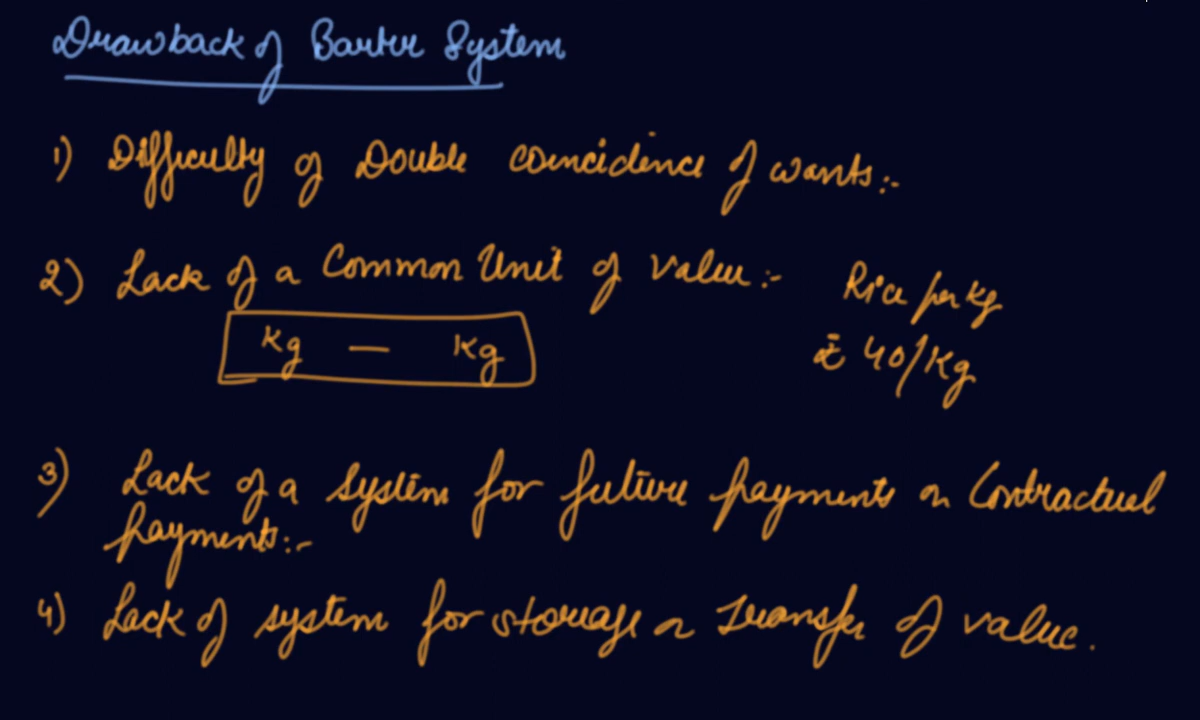 Drawback of Barter System
1) Difficulty of Double coincidence of wants:-
2) Lack of a Common Unit of value:-
Rice per kg
₹ 40/Kg
Kg — Kg
3) Lack of a system for future payments or Contractual
payments:-
4) Lack of system for storage or Transfer of value.